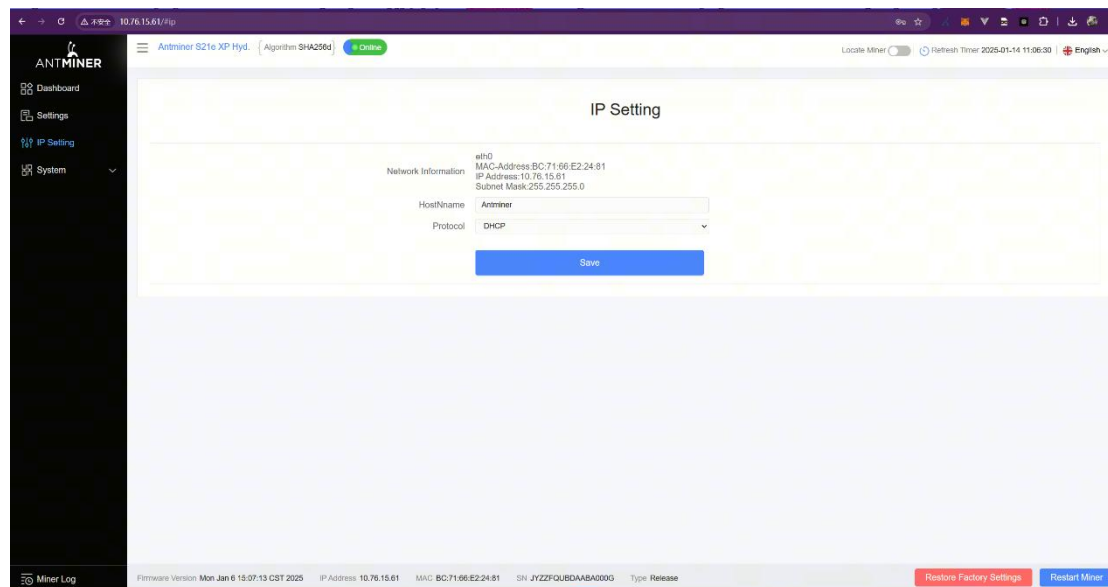 不安全 10.76.15.61/#ip
ANTMINER
Antminer S21e XP Hyd. Algorithm SHA256d Online
Locate Miner Refresh Timer 2025-01-14 11:06:30 English
Dashboard
Settings
IP Setting
System
IP Setting
Network Information
eth0
MAC-Address:BC:71:66:E2:24:81
IP Address:10.76.15.61
Subnet Mask:255.255.255.0
HostNname Antminer
Protocol DHCP
Save
Miner Log
Firmware Version Mon Jan 6 15:07:13 CST 2025 IP Address 10.76.15.61 MAC BC:71:66:E2:24:81 SN JYZZFQUBDAABA000G Type Release
Restore Factory Settings Restart Miner